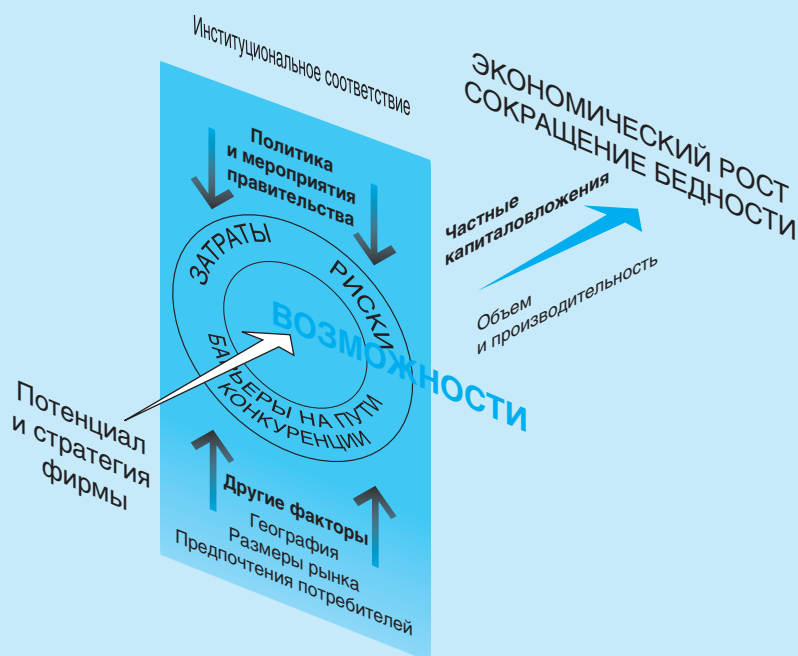 Институциональное соответствие
Политика
и мероприятия
правительства
ЗАТРАТЫ
РИСКИ
ВОЗМОЖНОСТИ
БАРЬЕРЫ НА ПУТИ
КОНКУРЕНЦИИ
Потенциал
и стратегия
фирмы
Другие факторы
География
Размеры рынка
Предпочтения потребителей
Частные
капиталовложения
Объем
и производительность
ЭКОНОМИЧЕСКИЙ РОСТ
СОКРАЩЕНИЕ БЕДНОСТИ